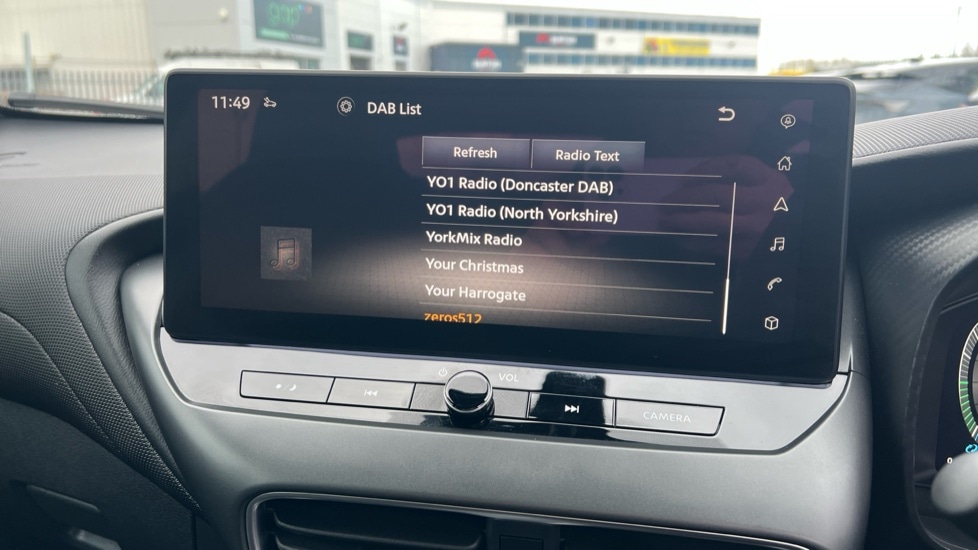 11:49
DAB List
Refresh
Radio Text
YO1 Radio (Doncaster DAB)
YO1 Radio (North Yorkshire)
YorkMix Radio
Your Christmas
Your Harrogate
zeros512
VOL
CAMERA
0